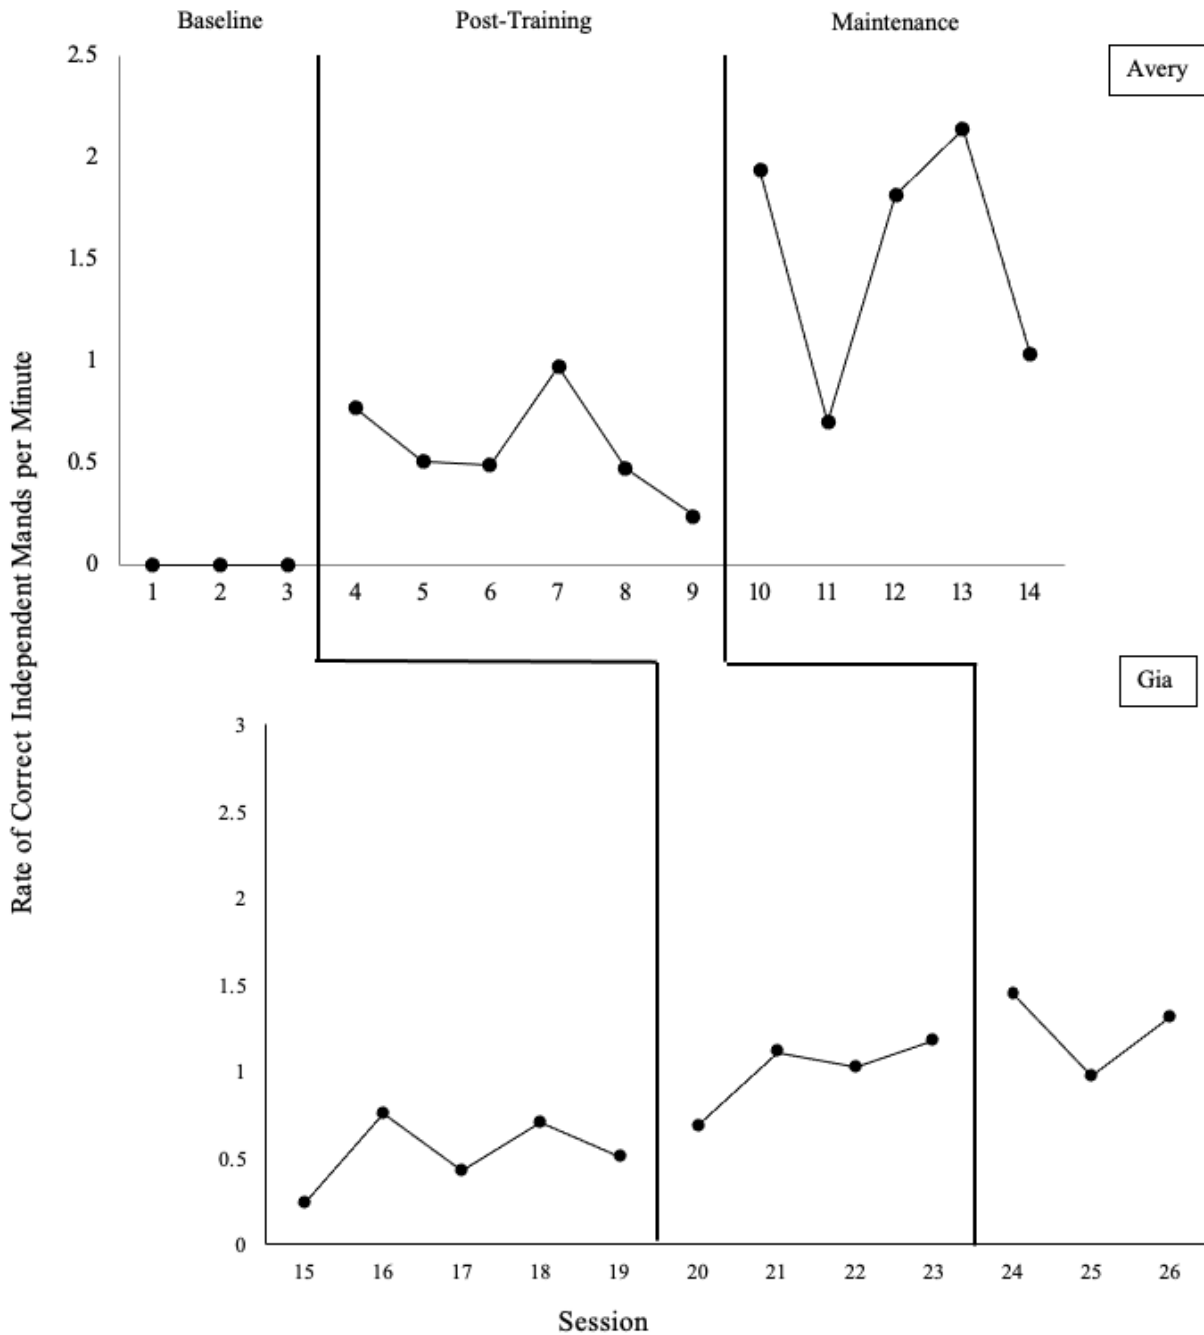 Baseline Post-Training Maintenance
Avery
2.5
2
1.5
1
0.5
0
1 2 3 4 5 6 7 8 9 10 11 12 13 14
Rate of Correct Independent Mands per Minute
Gia
3
2.5
2
1.5
1
0.5
0
15 16 17 18 19 20 21 22 23 24 25 26
Session